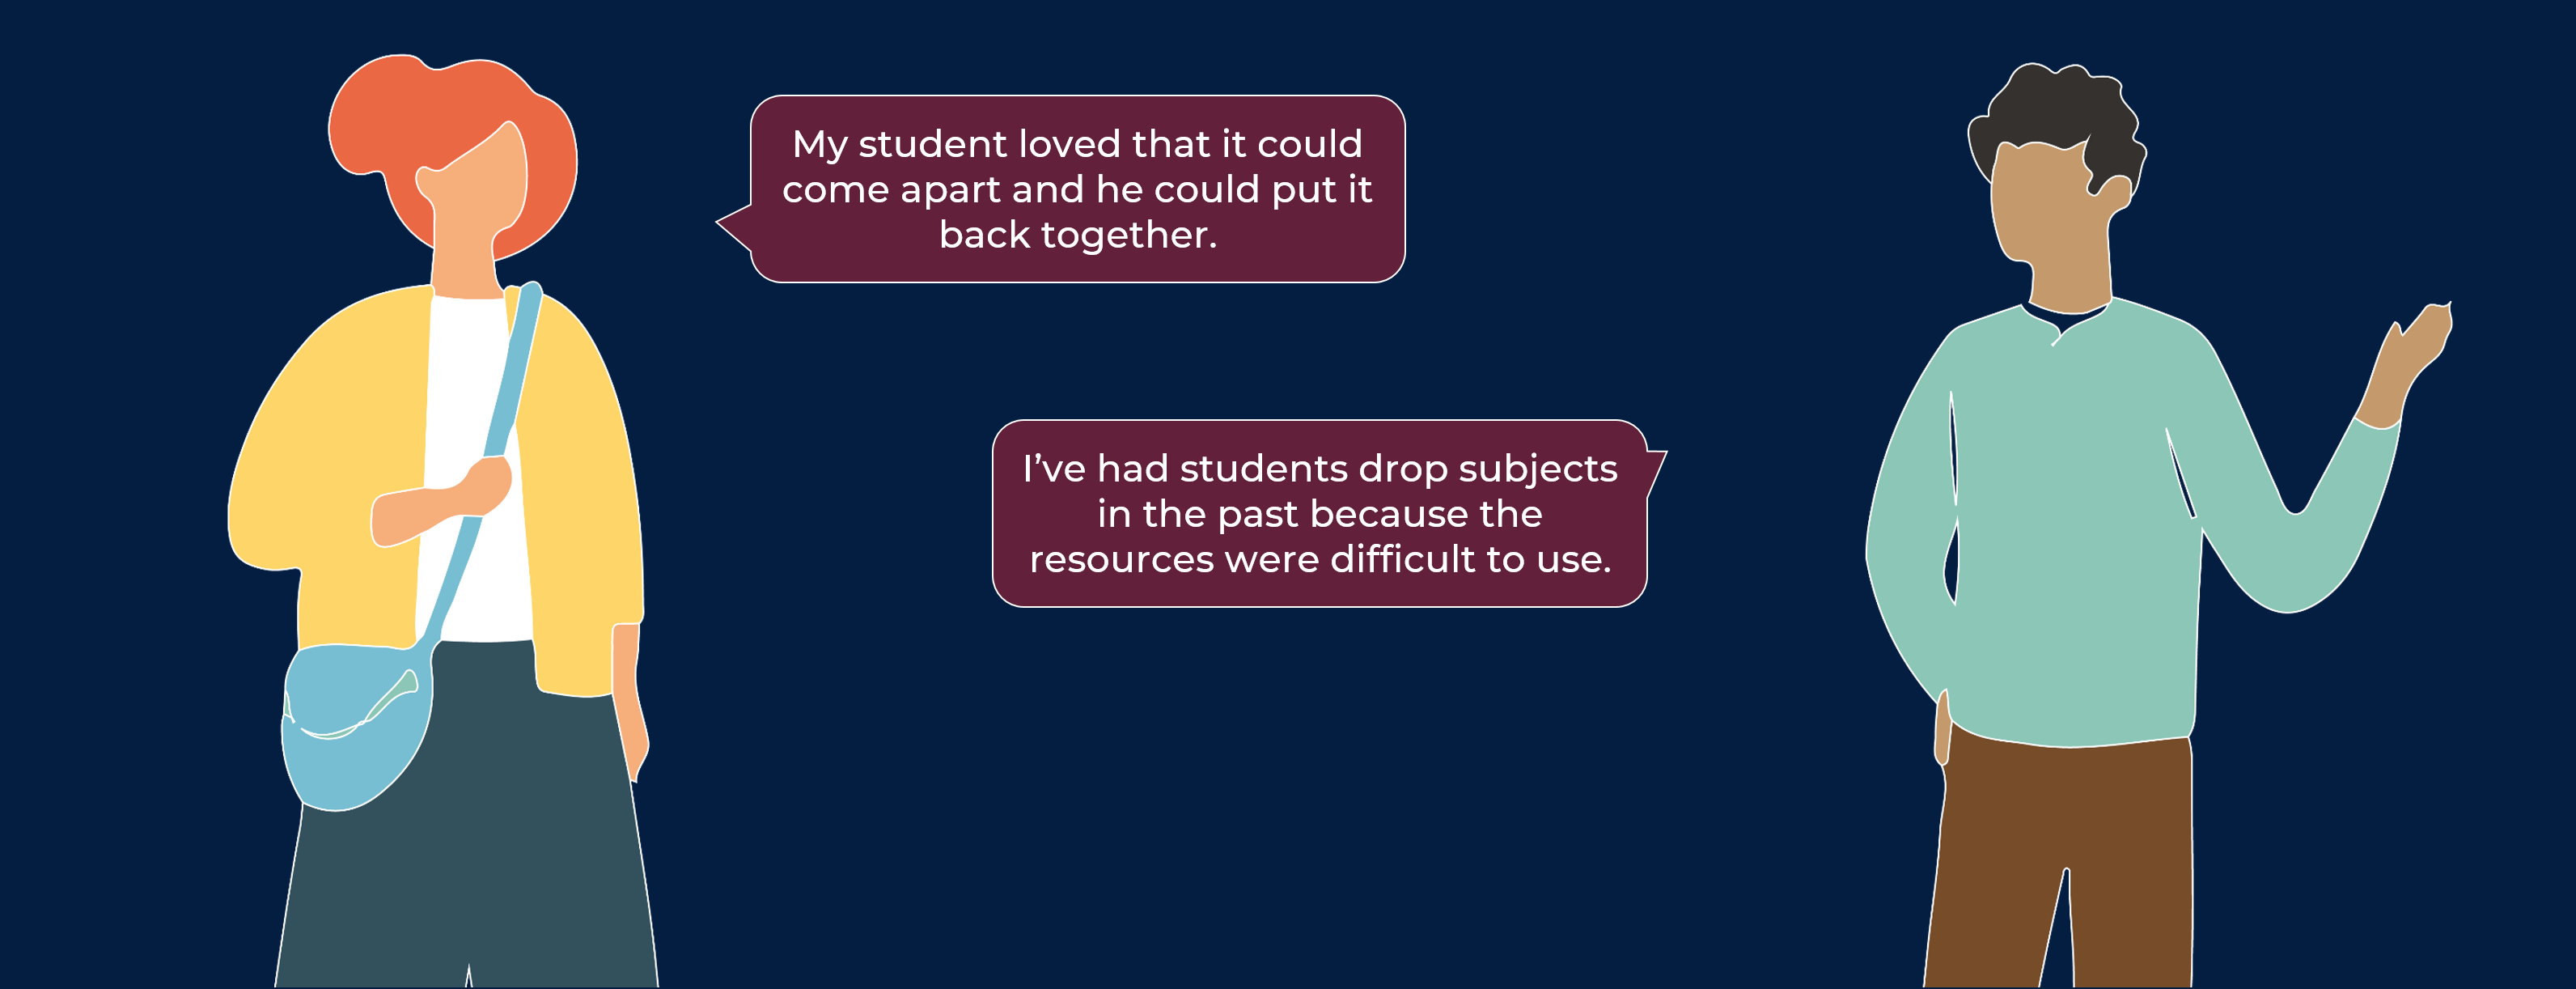 My student loved that it could
come apart and he could put it
back together.
I’ve had students drop subjects
in the past because the
resources were difficult to use.